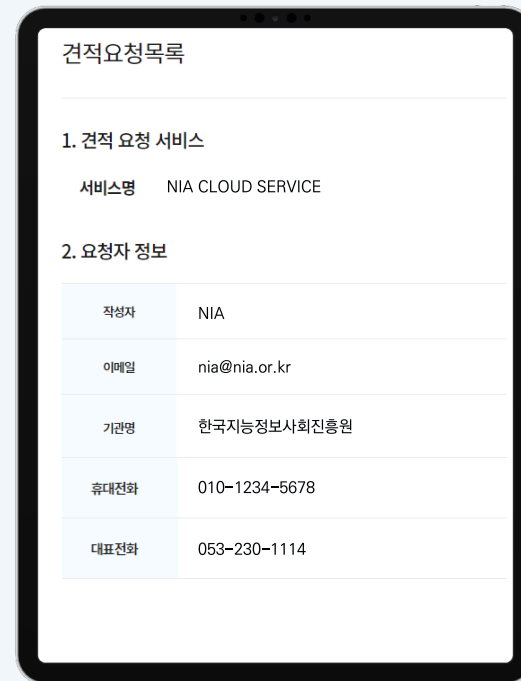 견적요청목록
1. 견적 요청 서비스
서비스명 NIA CLOUD SERVICE
2. 요청자 정보
작성자 NIA
이메일 nia@nia.or.kr
기관명 한국지능정보사회진흥원
휴대전화 010-1234-5678
대표전화 053-230-1114